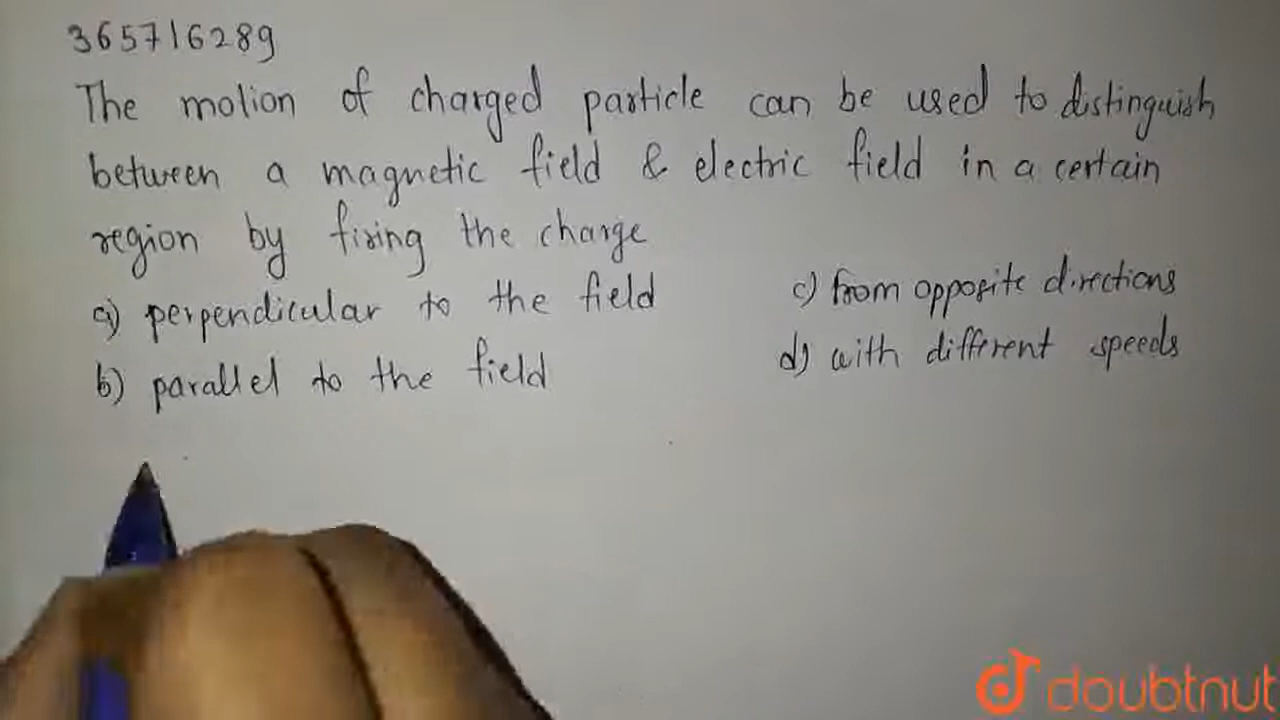 365716289
The motion of charged particle can be used to distinguish
between a magnetic field & electric field in a certain
region by firing the charge
a) perpendicular to the field
b) parallel to the field
c) from opposite directions
d) with different speeds
doubtnut